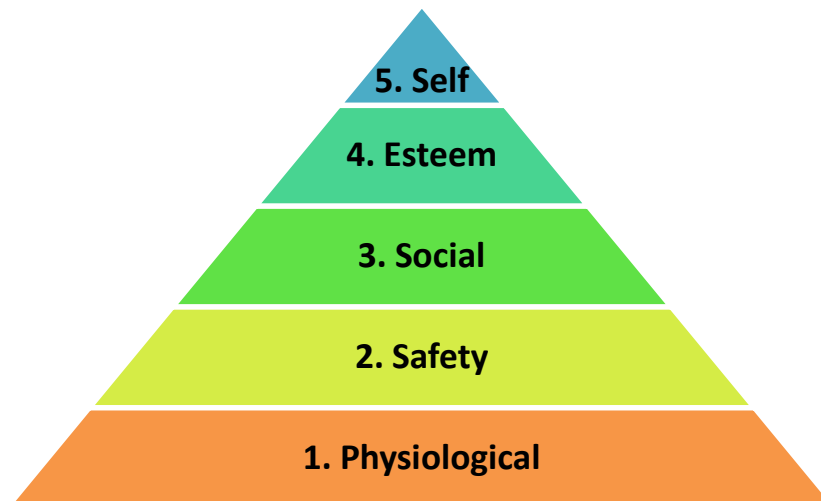 5. Self
4. Esteem
3. Social
2. Safety
1. Physiological